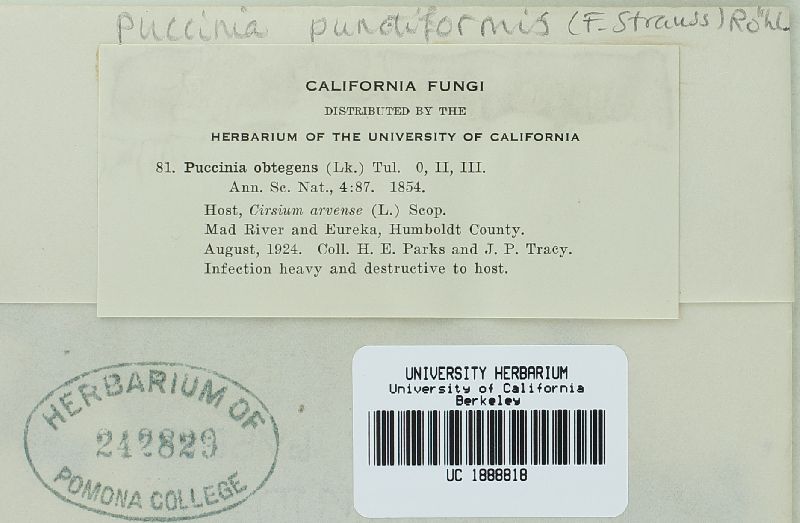 Puccinia punctiformis (F. Strauss) Röhl.
CALIFORNIA FUNGI
DISTRIBUTED BY THE
HERBARIUM OF THE UNIVERSITY OF CALIFORNIA
81. Puccinia obtegens (Lk.) Tul. 0, II, III.
Ann. Sc. Nat., 4:87. 1854.
Host, Cirsium arvense (L.) Scop.
Mad River and Eureka, Humboldt County.
August, 1924. Coll. H. E. Parks and J. P. Tracy.
Infection heavy and destructive to host.
HERBARIUM OF
242829
POMONA COLLEGE
UNIVERSITY HERBARIUM
University of California
Berkeley
UC 1888818